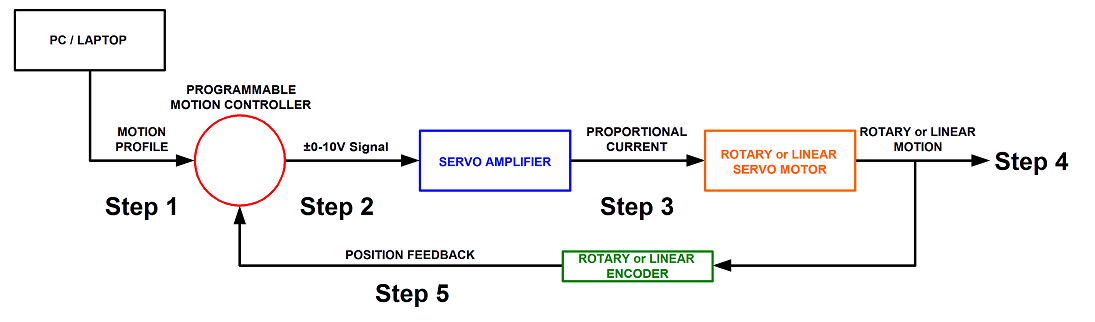 PC / LAPTOP
PROGRAMMABLE
MOTION CONTROLLER
MOTION
PROFILE
±0-10V Signal
SERVO AMPLIFIER
PROPORTIONAL
CURRENT
ROTARY or LINEAR
SERVO MOTOR
ROTARY or LINEAR
MOTION
Step 4
Step 1
Step 2
Step 3
POSITION FEEDBACK
ROTARY or LINEAR
ENCODER
Step 5